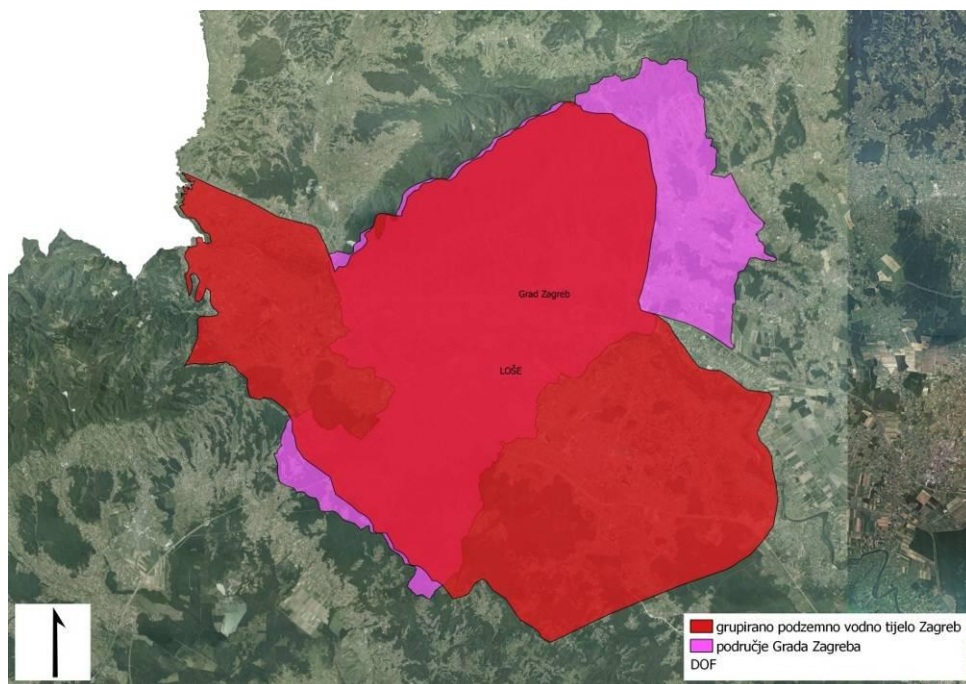 Grad Zagreb
LOŠE
grupirano podzemno vodno tijelo Zagreb
područje Grada Zagreba
DOF